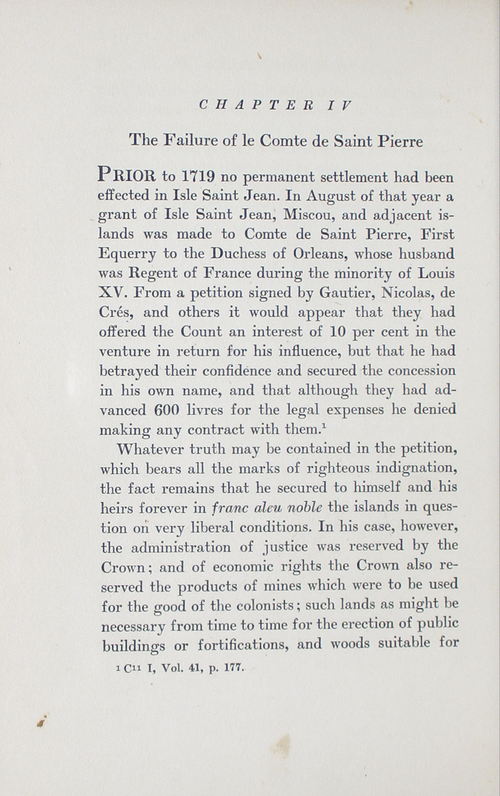 CHAPTER IV
The Failure of le Comte de Saint Pierre
PRIOR to 1719 no permanent settlement had been
effected in Isle Saint Jean. In August of that year a
grant of Isle Saint Jean, Miscou, and adjacent is-
lands was made to Comte de Saint Pierre, First
Equerry to the Duchess of Orleans, whose husband
was Regent of France during the minority of Louis
XV. From a petition signed by Gautier, Nicolas, de
Crés, and others it would appear that they had
offered the Count an interest of 10 per cent in the
venture in return for his influence, but that he had
betrayed their confidence and secured the concession
in his own name, and that although they had ad-
vanced 600 livres for the legal expenses he denied
making any contract with them.¹
Whatever truth may be contained in the petition,
which bears all the marks of righteous indignation,
the fact remains that he secured to himself and his
heirs forever in franc aleu noble the islands in ques-
tion on very liberal conditions. In his case, however,
the administration of justice was reserved by the
Crown; and of economic rights the Crown also re-
served the products of mines which were to be used
for the good of the colonists; such lands as might be
necessary from time to time for the erection of public
buildings or fortifications, and woods suitable for
¹ C¹¹ I, Vol. 41, p. 177.